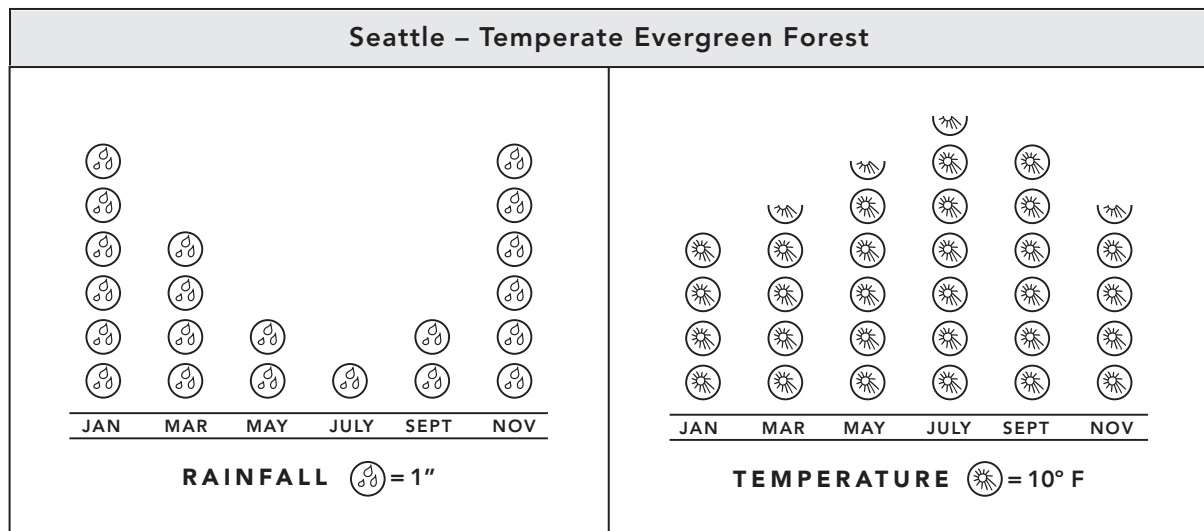 Seattle – Temperate Evergreen Forest
JAN MAR MAY JULY SEPT NOV
RAINFALL = 1"
JAN MAR MAY JULY SEPT NOV
TEMPERATURE = 10° F